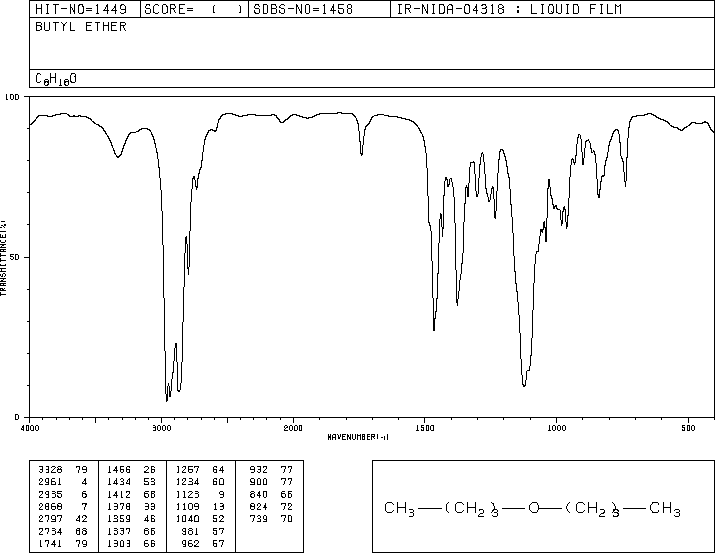 HIT-NO=1449 SCORE= ( ) SDBS-NO=1458 IR-NIDA-04318 : LIQUID FILM
BUTYL ETHER
C8H18O
100
50
0
TRANSMITTANCE(%)
4000 3000 2000 1500 1000 500
WAVENUMBER(-1)
3328 79 1466 26 1267 64 932 77
2961 4 1434 53 1234 60 900 77
2935 6 1412 66 1123 9 840 66
2868 7 1378 33 1109 13 824 72
2797 42 1359 46 1040 52 739 70
2734 68 1337 66 981 57
1741 79 1303 66 962 57
CH3—(CH2)3—O—(CH2)3—CH3